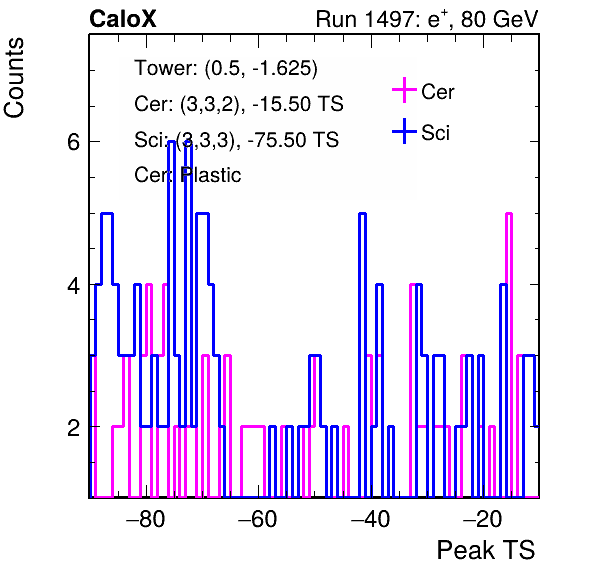 CaloX Run 1497: e⁺, 80 GeV
Counts
Tower: (0.5, -1.625)
Cer: (3,3,2), -15.50 TS
Sci: (3,3,3), -75.50 TS
Cer: Plastic
Cer
Sci
6
4
2
−80 −60 −40 −20
Peak TS